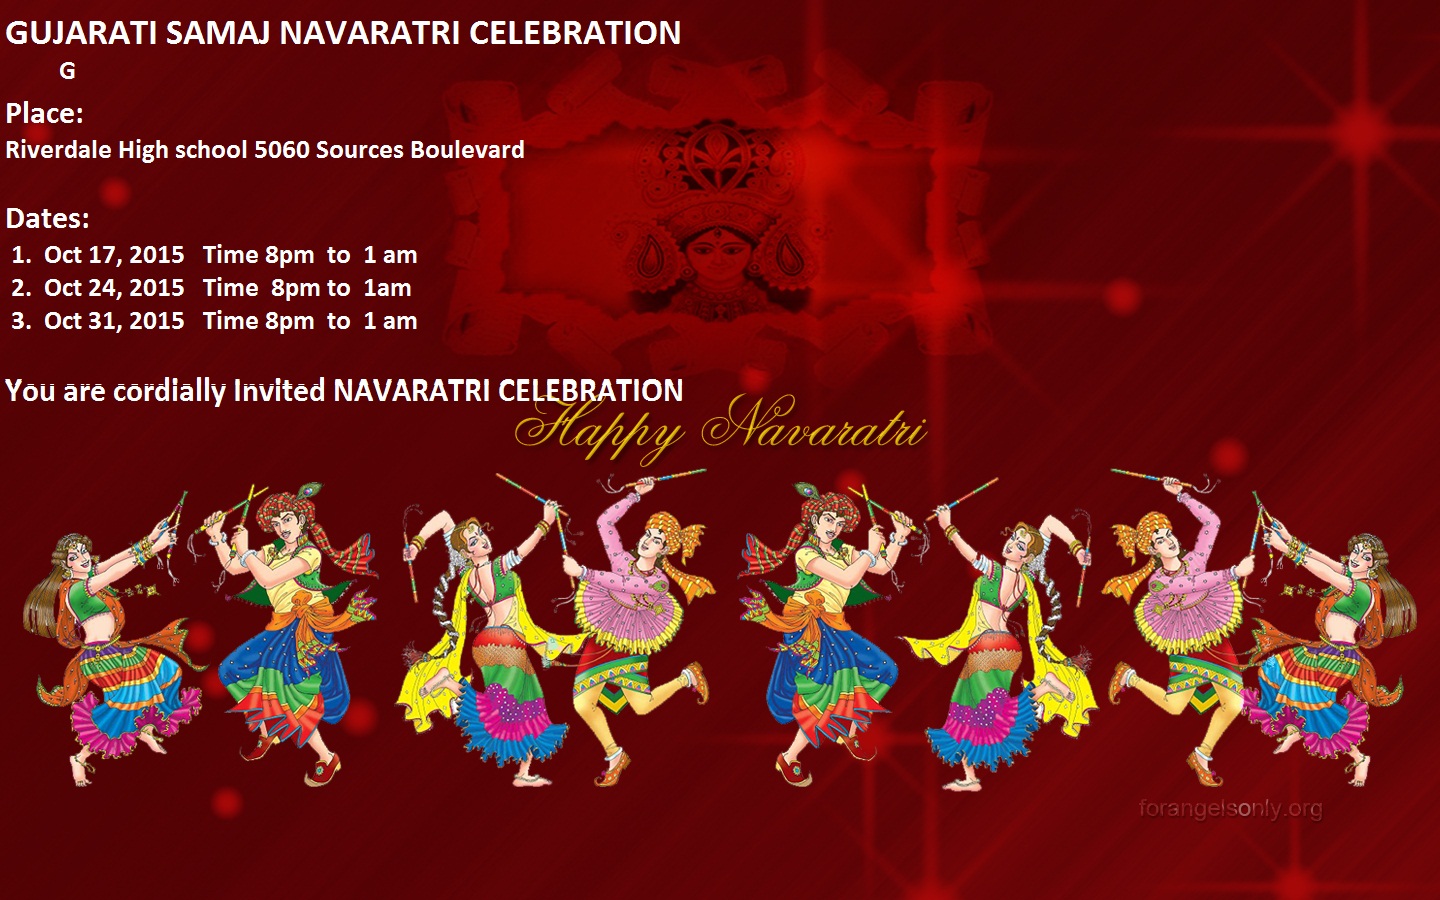 GUJARATI SAMAJ NAVARATRI CELEBRATION
G
Place:
Riverdale High school 5060 Sources Boulevard
Dates:
1. Oct 17, 2015 Time 8pm to 1 am
2. Oct 24, 2015 Time 8pm to 1am
3. Oct 31, 2015 Time 8pm to 1 am
You are cordially Invited NAVARATRI CELEBRATION
Happy Navaratri
forangelsonly.org